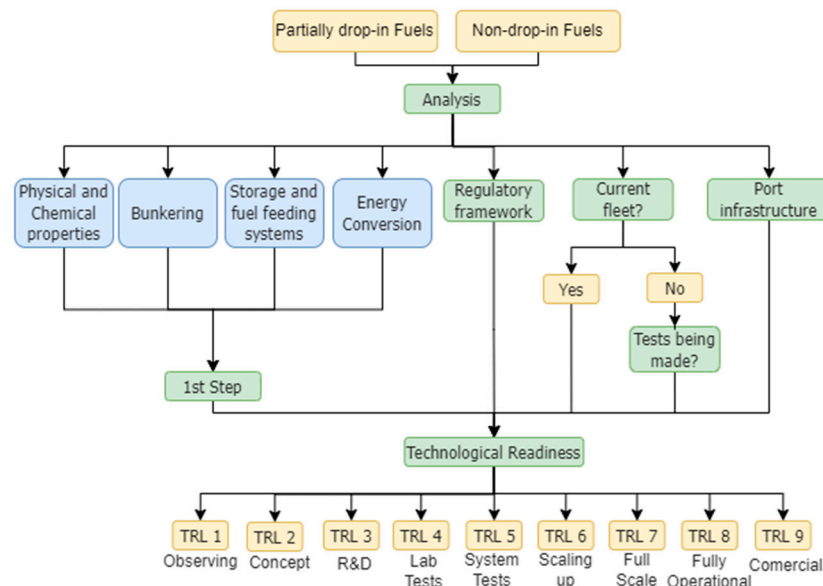 Partially drop-in Fuels
Non-drop-in Fuels
Analysis
Physical and
Chemical
properties
Bunkering
Storage and
fuel feeding
systems
Energy
Conversion
Regulatory
framework
Current
fleet?
Port
infrastructure
Yes
No
Tests being
made?
1st Step
Technological Readiness
TRL 1
Observing
TRL 2
Concept
TRL 3
R&D
TRL 4
Lab
Tests
TRL 5
System
Tests
TRL 6
Scaling
up
TRL 7
Full
Scale
TRL 8
Fully
Operational
TRL 9
Comercial